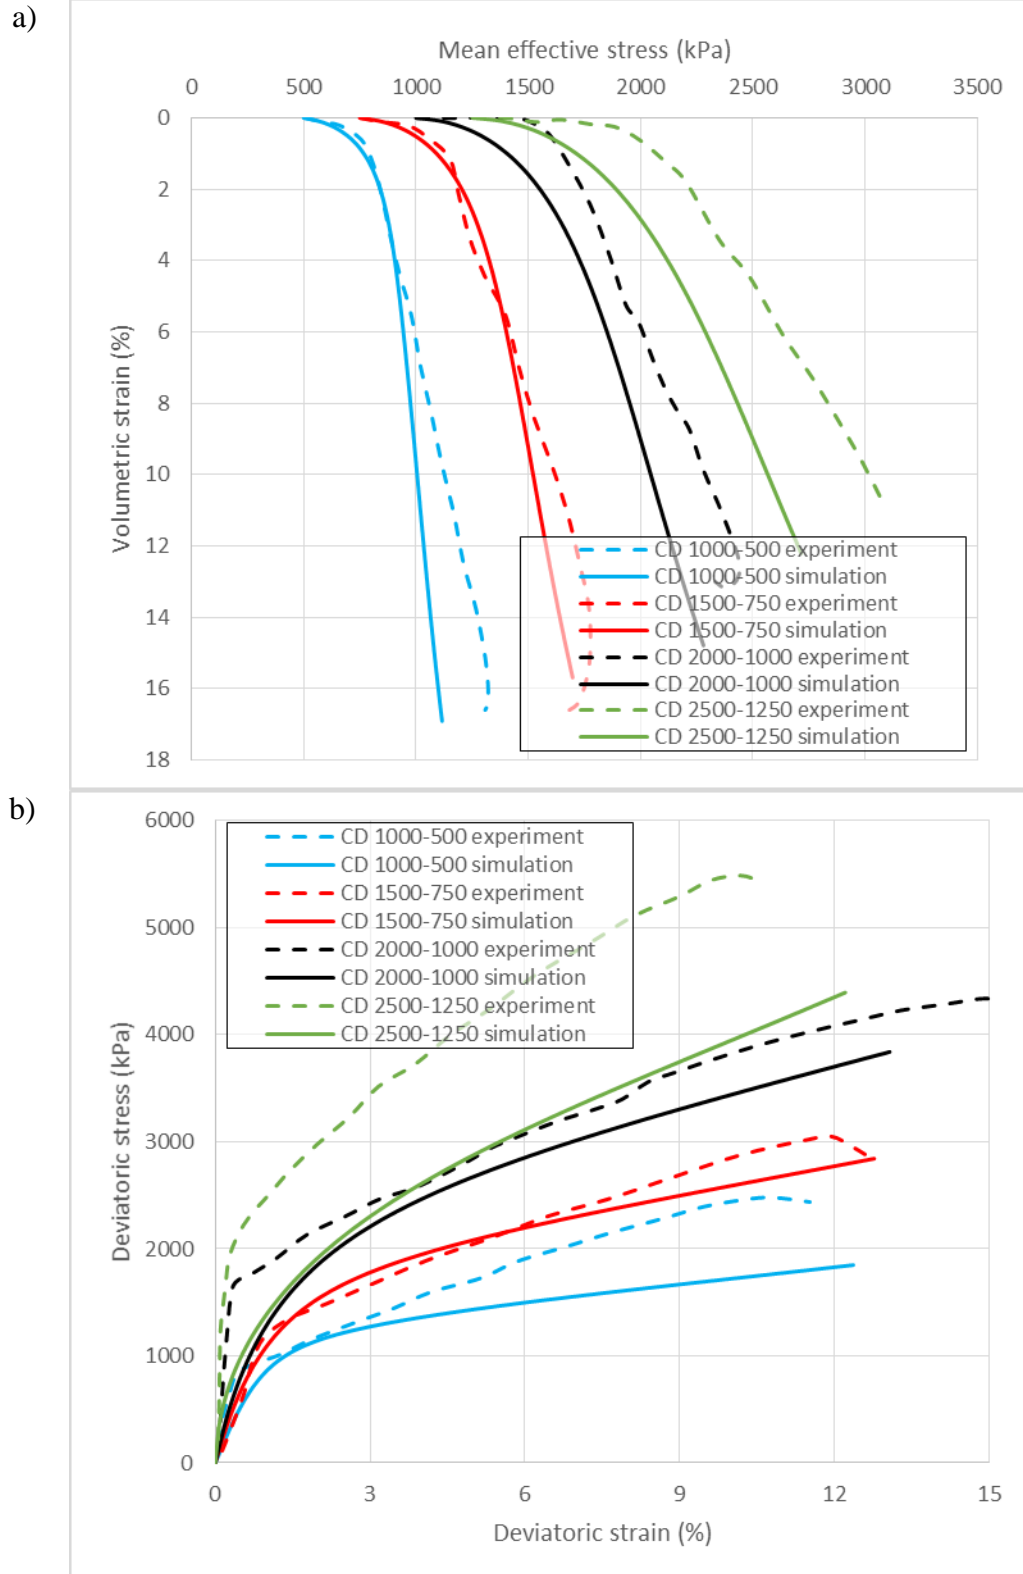 a)
Mean effective stress (kPa)
0 500 1000 1500 2000 2500 3000 3500
0
2
4
6
8
10
12
14
16
18
Volumetric strain (%)
CD 1000-500 experiment
CD 1000-500 simulation
CD 1500-750 experiment
CD 1500-750 simulation
CD 2000-1000 experiment
CD 2000-1000 simulation
CD 2500-1250 experiment
CD 2500-1250 simulation
b)
6000
5000
4000
3000
2000
1000
0
Deviatoric stress (kPa)
CD 1000-500 experiment
CD 1000-500 simulation
CD 1500-750 experiment
CD 1500-750 simulation
CD 2000-1000 experiment
CD 2000-1000 simulation
CD 2500-1250 experiment
CD 2500-1250 simulation
0 3 6 9 12 15
Deviatoric strain (%)